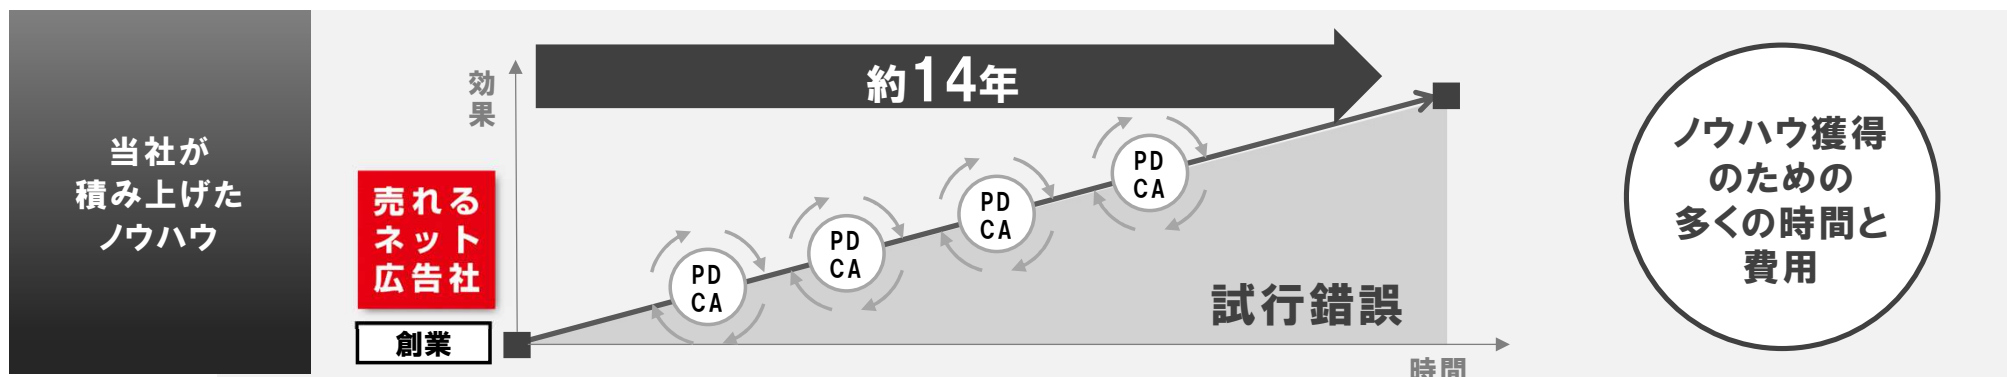 当社が
積み上げた
ノウハウ
効
果
約14年
売れる
ネット
広告社
創業
PD
CA
PD
CA
PD
CA
PD
CA
試行錯誤
時間
ノウハウ獲得
のための
多くの時間と
費用